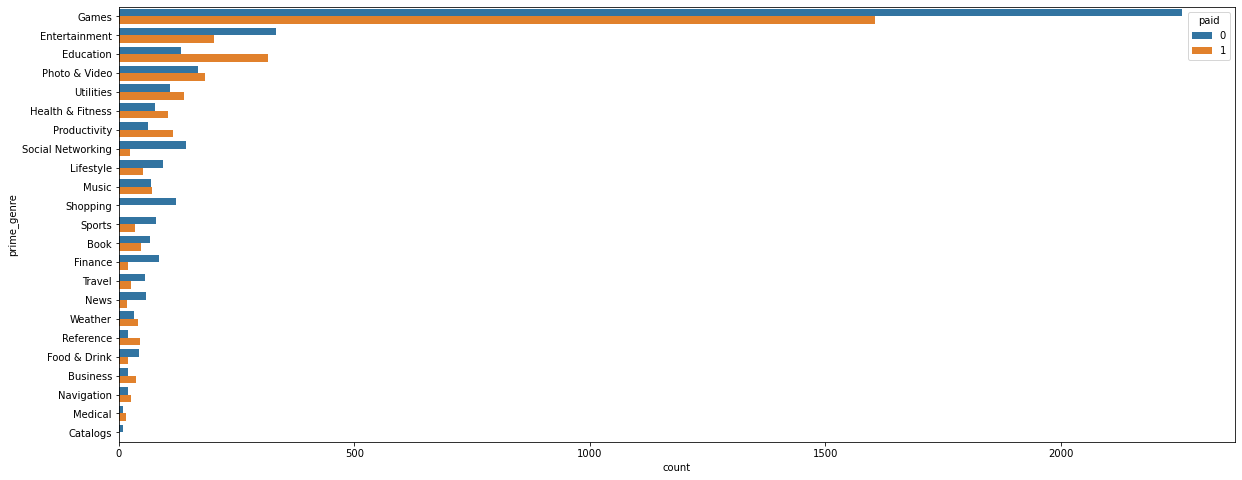 prime_genre
Games
Entertainment
Education
Photo & Video
Utilities
Health & Fitness
Productivity
Social Networking
Lifestyle
Music
Shopping
Sports
Book
Finance
Travel
News
Weather
Reference
Food & Drink
Business
Navigation
Medical
Catalogs
paid
0
1
0 500 1000 1500 2000
count